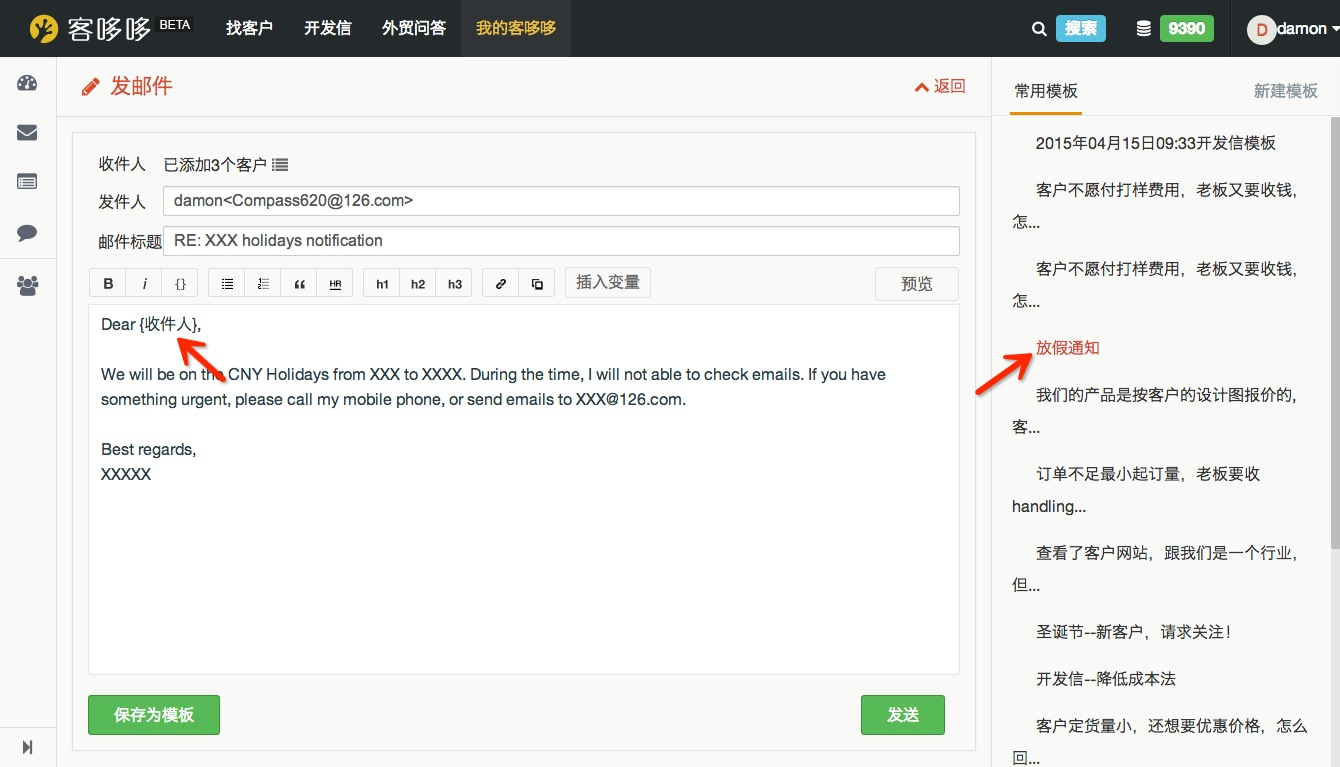 客哆哆 BETA 找客户 开发信 外贸问答 我的客哆哆 搜索 9390 D damon
发邮件 返回
收件人 已添加3个客户
发件人 damon<Compass620@126.com>
邮件标题 RE: XXX holidays notification
B i {} “ HR h1 h2 h3 插入变量 预览
Dear {收件人},
We will be on the CNY Holidays from XXX to XXXX. During the time, I will not able to check emails. If you have
something urgent, please call my mobile phone, or send emails to XXX@126.com.
Best regards,
XXXXX
保存为模板 发送
常用模板 新建模板
2015年04月15日09:33开发信模板
客户不愿付打样费用，老板又要收钱，
怎...
客户不愿付打样费用，老板又要收钱，
怎...
放假通知
我们的产品是按客户的设计图报价的，
客...
订单不足最小起订量，老板要收
handling...
查看了客户网站，跟我们是一个行业，
但...
圣诞节--新客户，请求关注！
开发信--降低成本法
客户定货量小，还想要优惠价格，怎么
回...